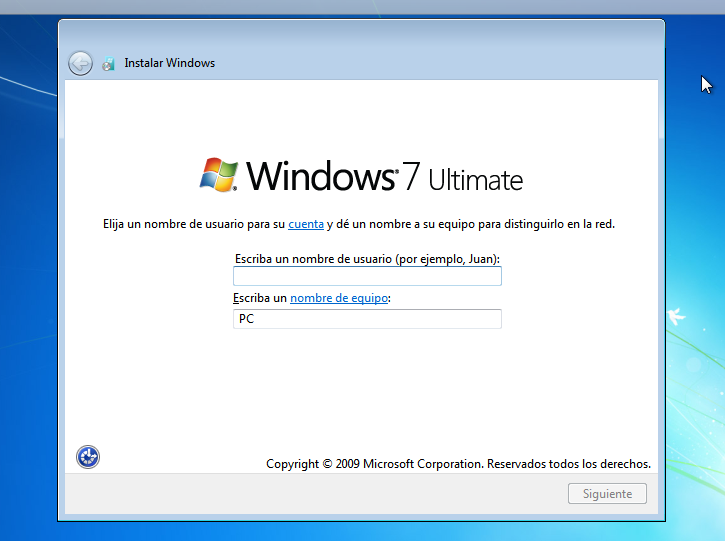 Instalar Windows
Windows 7 Ultimate
Elija un nombre de usuario para su cuenta y dé un nombre a su equipo para distinguirlo en la red.
Escriba un nombre de usuario (por ejemplo, Juan):
Escriba un nombre de equipo:
PC
Copyright © 2009 Microsoft Corporation. Reservados todos los derechos.
Siguiente